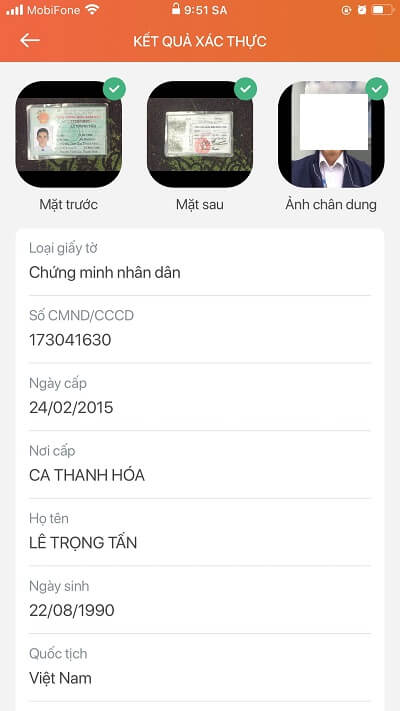 MobiFone
9:51 SA
KẾT QUẢ XÁC THỰC
Mặt trước
Mặt sau
Ảnh chân dung
Loại giấy tờ
Chứng minh nhân dân
Số CMND/CCCD
173041630
Ngày cấp
24/02/2015
Nơi cấp
CA THANH HÓA
Họ tên
LÊ TRỌNG TẤN
Ngày sinh
22/08/1990
Quốc tịch
Việt Nam